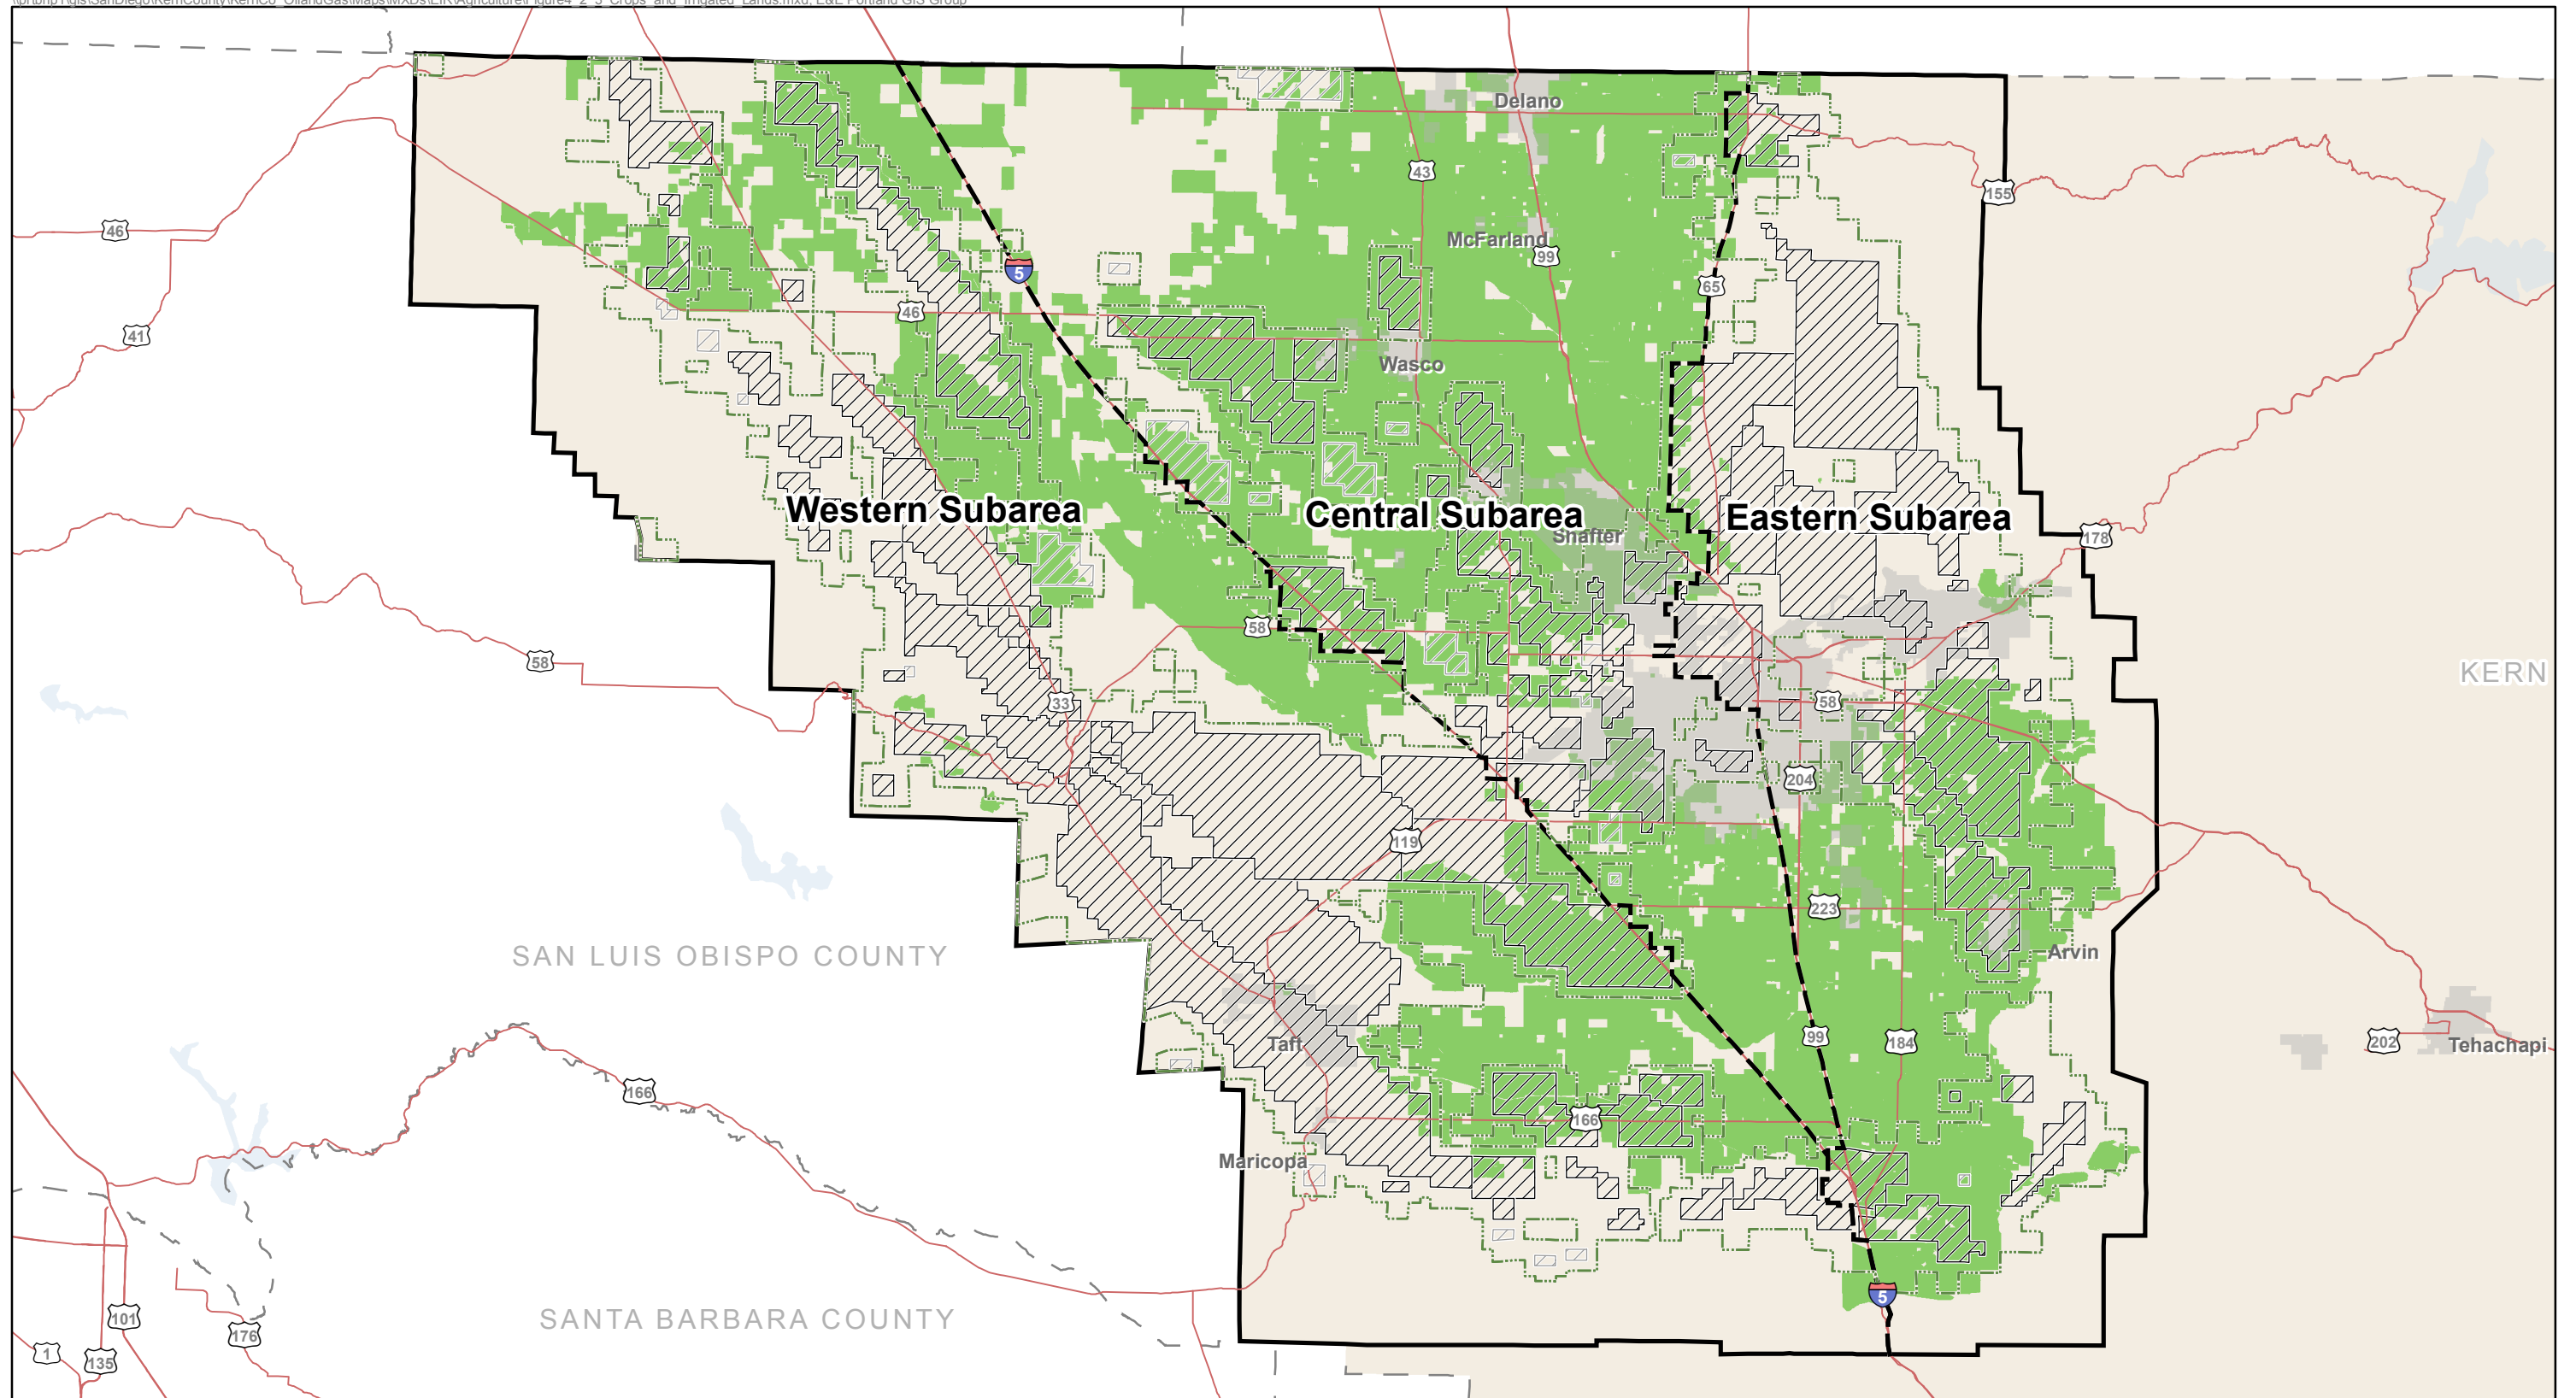 Delano
43
155
46
McFarland
99
5
65
41
46
Wasco
Western Subarea
Central Subarea
Eastern Subarea
Shafter
178
58
58
KERN
33
58
204
119
223
SAN LUIS OBISPO COUNTY
Arvin
99
184
202
Tehachapi
Taft
166
166
Maricopa
5
SANTA BARBARA COUNTY
101
176
1
135